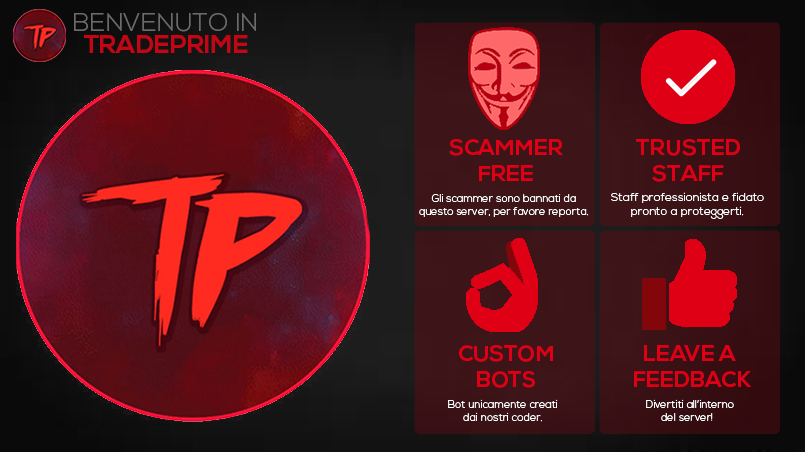 TP
BENVENUTO IN
TRADEPRIME
TP
SCAMMER
FREE
Gli scammer sono bannati da
questo server, per favore reporta.
TRUSTED
STAFF
Staff professionista e fidato
pronto a proteggerti.
CUSTOM
BOTS
Bot unicamente creati
dai nostri coder.
LEAVE A
FEEDBACK
Divertiti all'interno
del server!